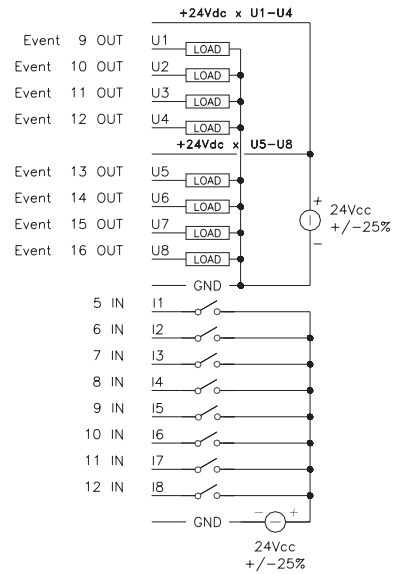 +24Vdc x U1-U4
Event 9 OUT U1 LOAD
Event 10 OUT U2 LOAD
Event 11 OUT U3 LOAD
Event 12 OUT U4 LOAD
+24Vdc x U5-U8
Event 13 OUT U5 LOAD
Event 14 OUT U6 LOAD
Event 15 OUT U7 LOAD
Event 16 OUT U8 LOAD
+
24Vcc
+/-25%
-
GND
5 IN I1
6 IN I2
7 IN I3
8 IN I4
9 IN I5
10 IN I6
11 IN I7
12 IN I8
GND - +
24Vcc
+/-25%